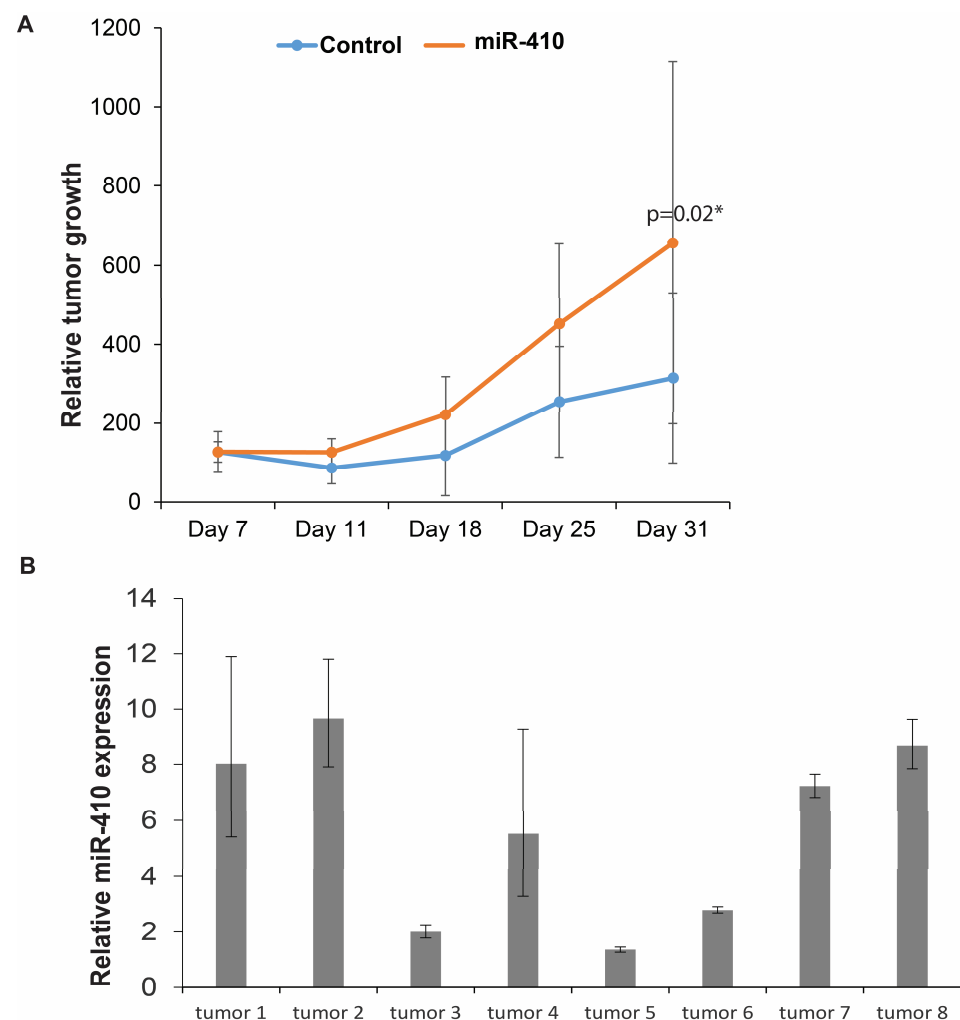 A
1200
1000
800
600
400
200
0
Relative tumor growth
Control miR-410
p=0.02*
Day 7 Day 11 Day 18 Day 25 Day 31
B
14
12
10
8
6
4
2
0
Relative miR-410 expression
tumor 1 tumor 2 tumor 3 tumor 4 tumor 5 tumor 6 tumor 7 tumor 8